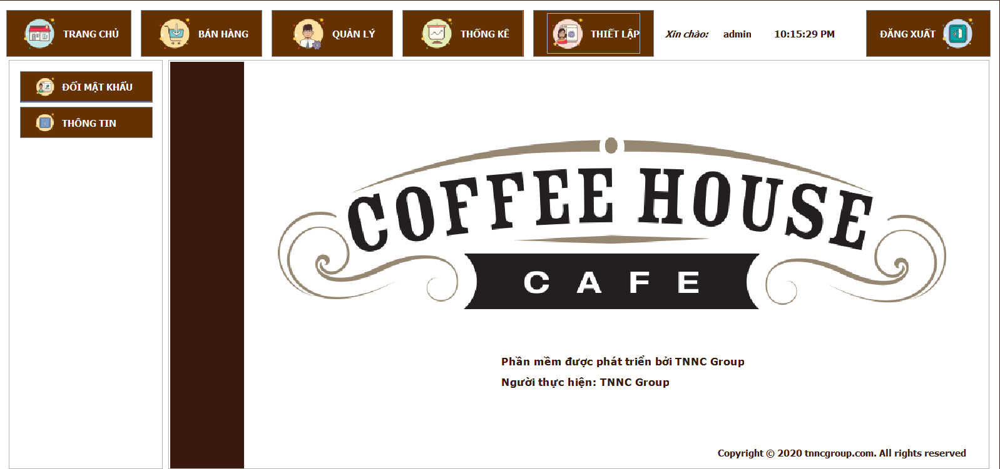 TRANG CHỦ
BÁN HÀNG
QUẢN LÝ
THỐNG KÊ
THIẾT LẬP
Xin chào:
admin
10:15:29 PM
ĐĂNG XUẤT
ĐỔI MẬT KHẨU
THÔNG TIN
COFFEE HOUSE
CAFE
Phần mềm được phát triển bởi TNNC Group
Người thực hiện: TNNC Group
Copyright © 2020 tnncgroup.com. All rights reserved